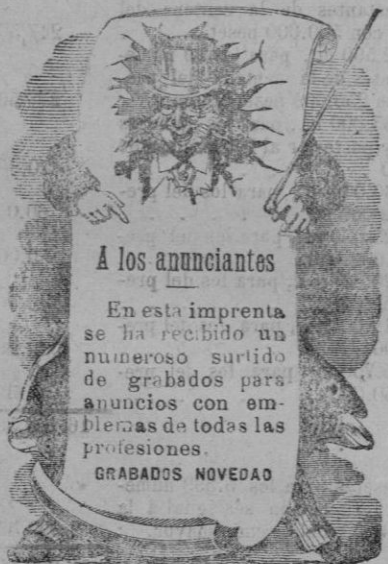 A los anunciantes
En esta imprenta
se ha recibido un
numeroso surtido
de grabados para
anuncios con em-
blemas de todas las
profesiones.
GRABADOS NOVEDAD